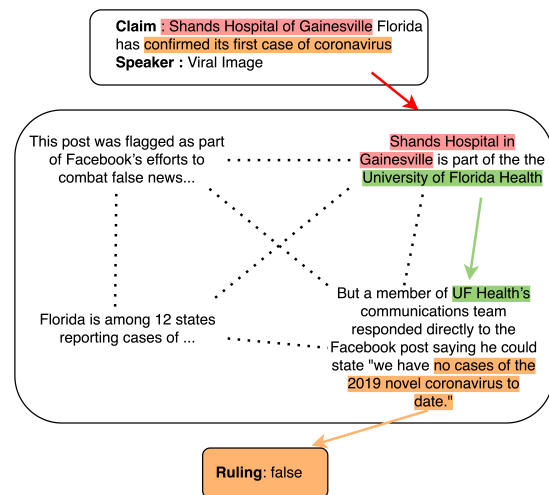 Claim : Shands Hospital of Gainesville Florida
has confirmed its first case of coronavirus
Speaker : Viral Image
This post was flagged as part
of Facebook's efforts to
combat false news...
Shands Hospital in
Gainesville is part of the the
University of Florida Health
Florida is among 12 states
reporting cases of ...
But a member of UF Health's
communications team
responded directly to the
Facebook post saying he could
state "we have no cases of the
2019 novel coronavirus to
date."
Ruling: false